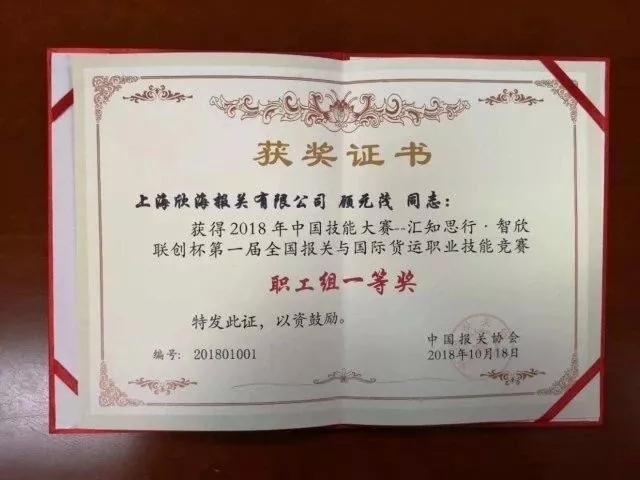 获奖证书
上海欣海报关有限公司 顾元茂 同志：
获得2018年中国技能大赛--汇知思行·智欣
联创杯第一届全国报关与国际货运职业技能竞赛
职工组一等奖
特发此证，以资鼓励。
中国报关协会
编号: 201801001
2018年10月18日